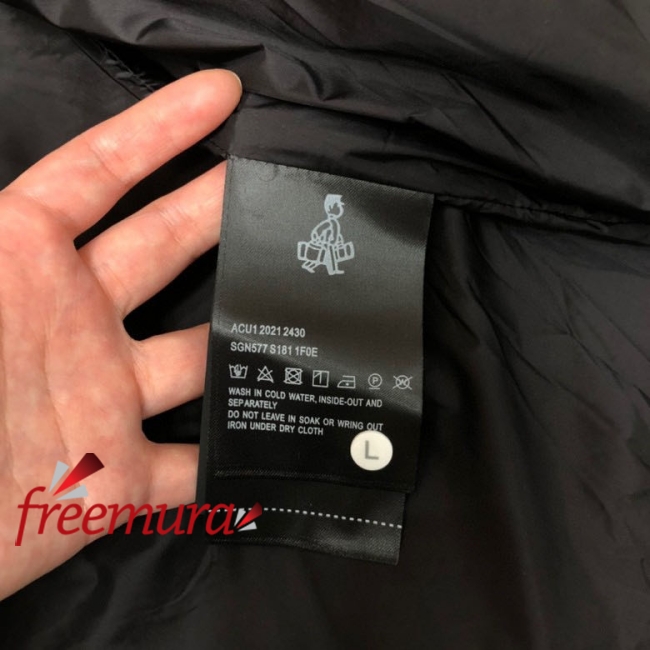 ACU1 2021 2430
SGN577 S181 1F0E
WASH IN COLD WATER, INSIDE-OUT AND
SEPARATELY
DO NOT LEAVE IN SOAK OR WRING OUT
IRON UNDER DRY CLOTH
L
freemura